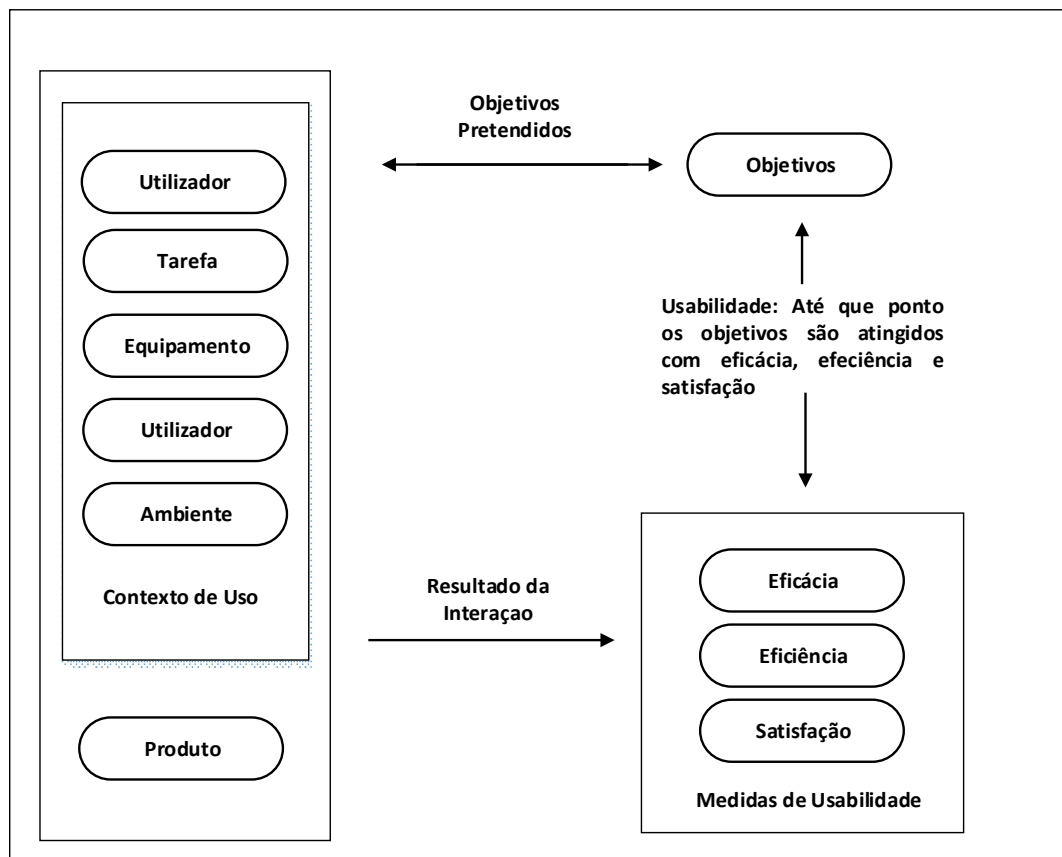 Objetivos
Pretendidos
Objetivos
Utilizador
Tarefa
Equipamento
Utilizador
Ambiente
Contexto de Uso
Produto
Usabilidade: Até que ponto
os objetivos são atingidos
com eficácia, efeciência e
satisfação
Resultado da
Interaçao
Eficácia
Eficiência
Satisfação
Medidas de Usabilidade